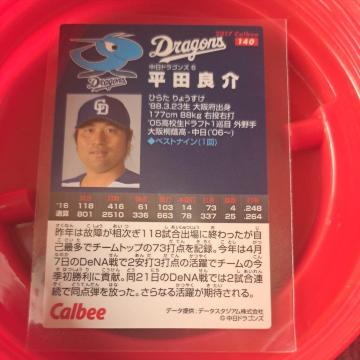 2017 Calbee
140
Dragons
Dragons
中日ドラゴンズ 6
平田良介
ひらた りょうすけ
'88.3.23生 大阪府出身
177cm 88kg 右投右打
'05高校生ドラフト1巡目 外野手
大阪桐蔭高-中日('06~)
◆ベストナイン(1回)
'16 118 416 61 103 14 73 4 .248
通算 801 2510 336 663 78 337 25 .264
昨年は故障が相次ぎ118試合出場に終わったが自
己最多でチームトップの73打点を記録。今年は4月
7日のDeNA戦で2安打3打点の活躍でチームの今
季初勝利に貢献。同21日のDeNA戦では2試合連
続で同点弾を放った。さらなる活躍が期待される。
Calbee
データ提供:データスタジアム株式会社
© 中日ドラゴンズ